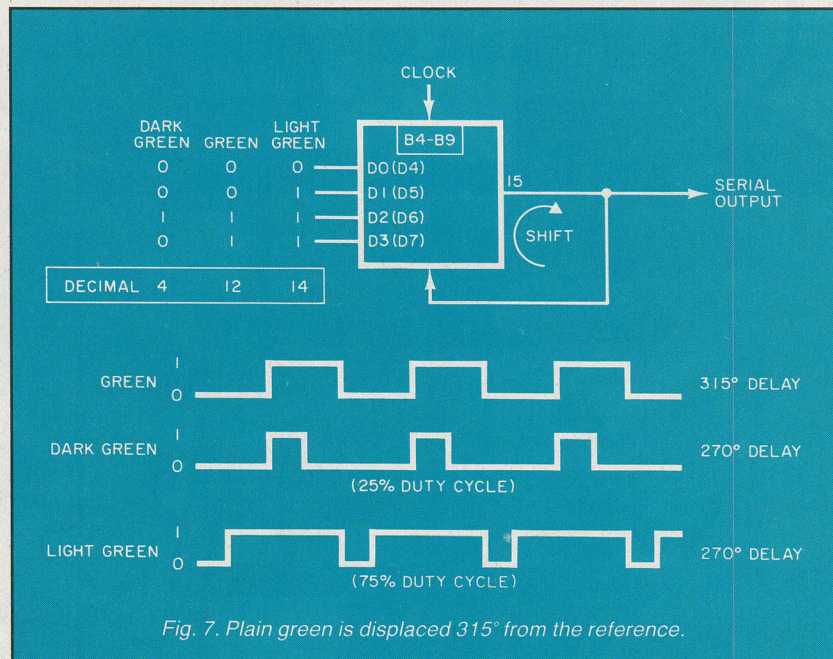 CLOCK
DARK GREEN GREEN LIGHT GREEN
B4-B9
0 0 0 D0(D4)
0 0 1 D1(D5)
1 1 1 D2(D6)
0 1 1 D3(D7)
15
SERIAL OUTPUT
SHIFT
DECIMAL 4 12 14
GREEN 1 0 315° DELAY
DARK GREEN 1 0 270° DELAY
(25% DUTY CYCLE)
LIGHT GREEN 1 0 270° DELAY
(75% DUTY CYCLE)
Fig. 7. Plain green is displaced 315° from the reference.